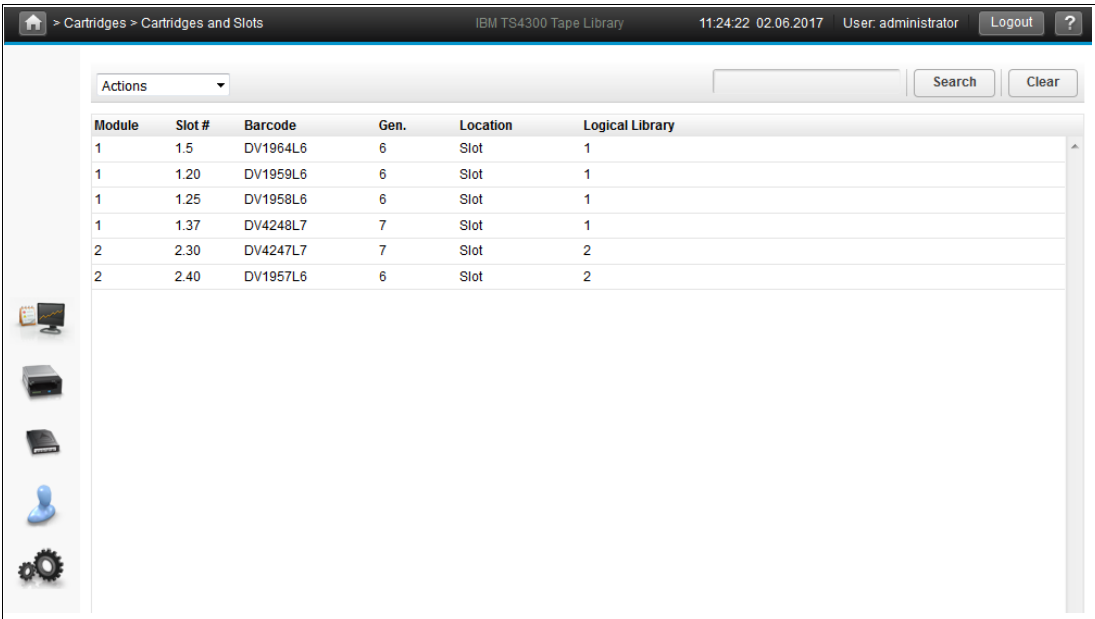 > Cartridges > Cartridges and Slots IBM TS4300 Tape Library 11:24:22 02.06.2017 User: administrator Logout ?
Actions Search Clear
Module Slot # Barcode Gen. Location Logical Library
1 1.5 DV1964L6 6 Slot 1
1 1.20 DV1959L6 6 Slot 1
1 1.25 DV1958L6 6 Slot 1
1 1.37 DV4248L7 7 Slot 1
2 2.30 DV4247L7 7 Slot 2
2 2.40 DV1957L6 6 Slot 2